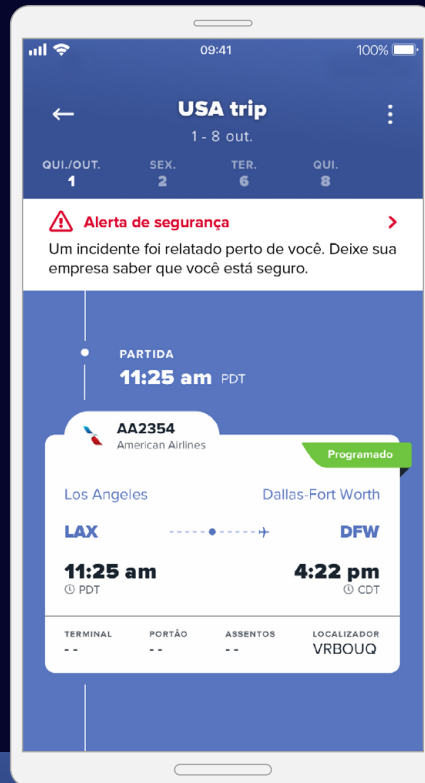 09:41
100%
USA trip
1 - 8 out.
QUI./OUT. SEX. TER. QUI.
1 2 6 8
Alerta de segurança
Um incidente foi relatado perto de você. Deixe sua
empresa saber que você está seguro.
PARTIDA
11:25 am PDT
AA2354
American Airlines
Programado
Los Angeles Dallas-Fort Worth
LAX DFW
11:25 am 4:22 pm
PDT CDT
TERMINAL PORTÃO ASSENTOS LOCALIZADOR
- - - - - - VRBOUQ